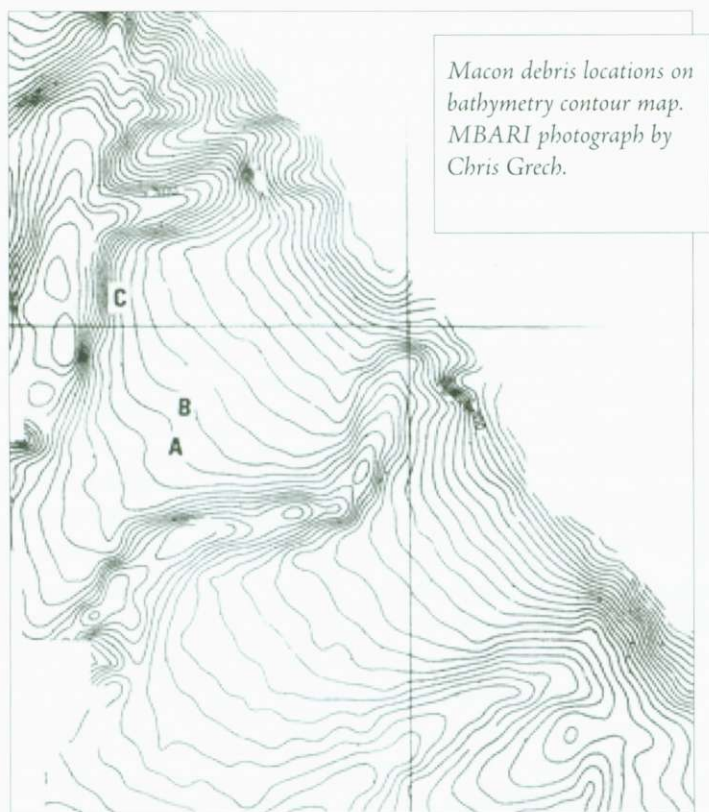 Macon debris locations on
bathymetry contour map.
MBARI photograph by
Chris Grech.
C
B
A